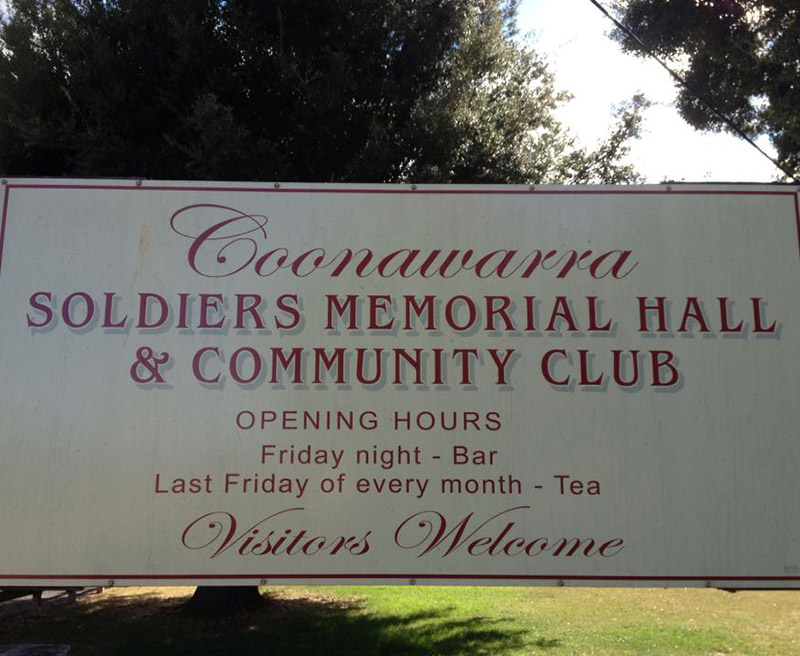 Coonawarra
SOLDIERS MEMORIAL HALL
& COMMUNITY CLUB
OPENING HOURS
Friday night - Bar
Last Friday of every month - Tea
Visitors Welcome